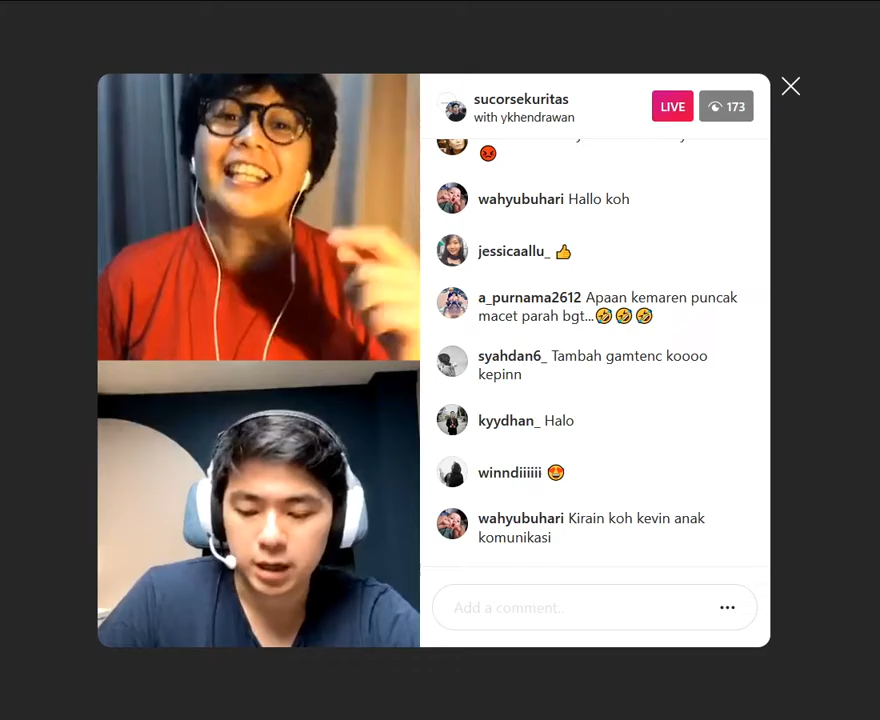 sucorsekuritas
with ykhendrawan
LIVE
173
wahyubuhari Hallo koh
jessicaallu_
a_purnama2612 Apaan kemaren puncak
macet parah bgt...
syahdan6_ Tambah gamtenc koooo
kepinn
kyydhan_ Halo
winndiiiiii
wahyubuhari Kirain koh kevin anak
komunikasi
Add a comment..